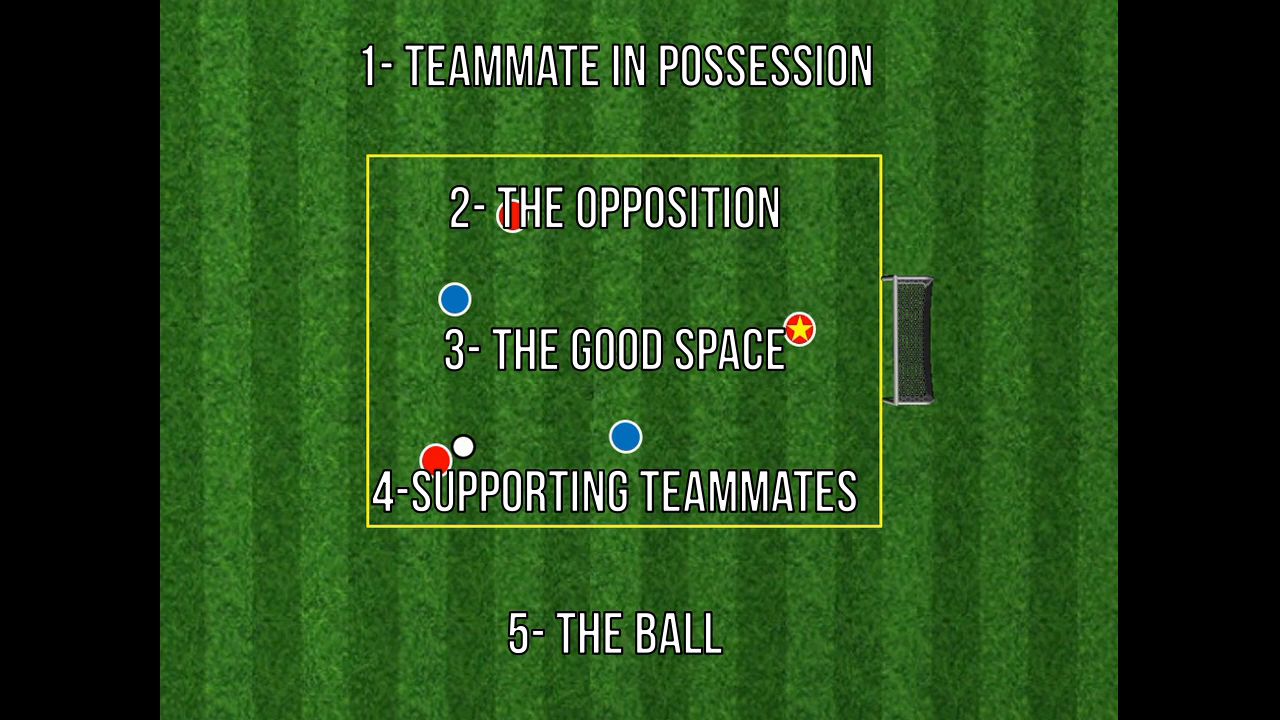 1- TEAMMATE IN POSSESSION
2- THE OPPOSITION
3- THE GOOD SPACE
4-SUPPORTING TEAMMATES
5- THE BALL